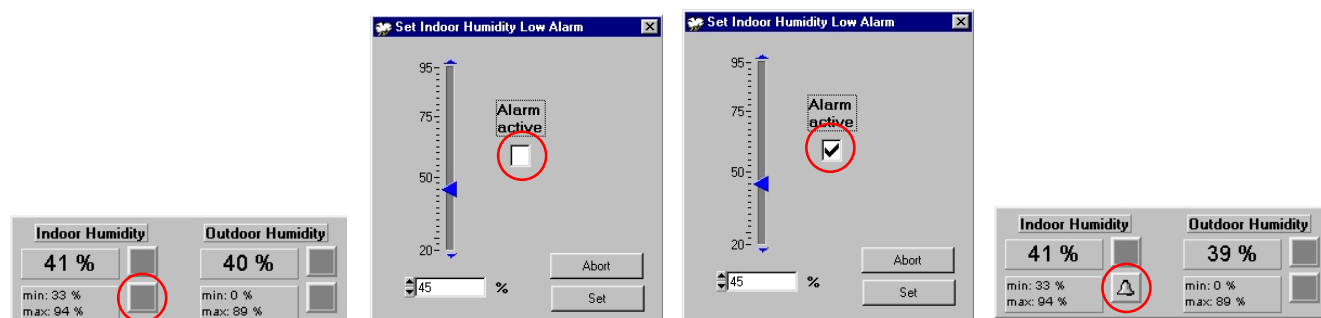 Indoor Humidity
41 %
min: 33 %
max: 94 %
Outdoor Humidity
40 %
min: 0 %
max: 89 %
Set Indoor Humidity Low Alarm
95
75
50
20
Alarm
active
45 %
Abort
Set
Set Indoor Humidity Low Alarm
95
75
50
20
Alarm
active
45 %
Abort
Set
Indoor Humidity
41 %
min: 33 %
max: 94 %
Outdoor Humidity
39 %
min: 0 %
max: 89 %